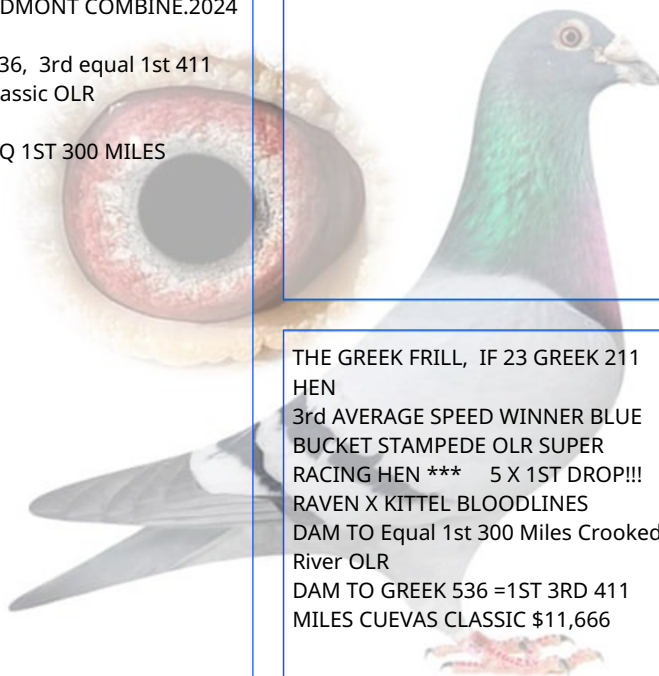 DMONT COMBINE.2024
36, 3rd equal 1st 411
assic OLR
Q 1ST 300 MILES
THE GREEK FRILL, IF 23 GREEK 211
HEN
3rd AVERAGE SPEED WINNER BLUE
BUCKET STAMPEDE OLR SUPER
RACING HEN *** 5 X 1ST DROP!!!
RAVEN X KITTEL BLOODLINES
DAM TO Equal 1st 300 Miles Crooked
River OLR
DAM TO GREEK 536 =1ST 3RD 411
MILES CUEVAS CLASSIC $11,666